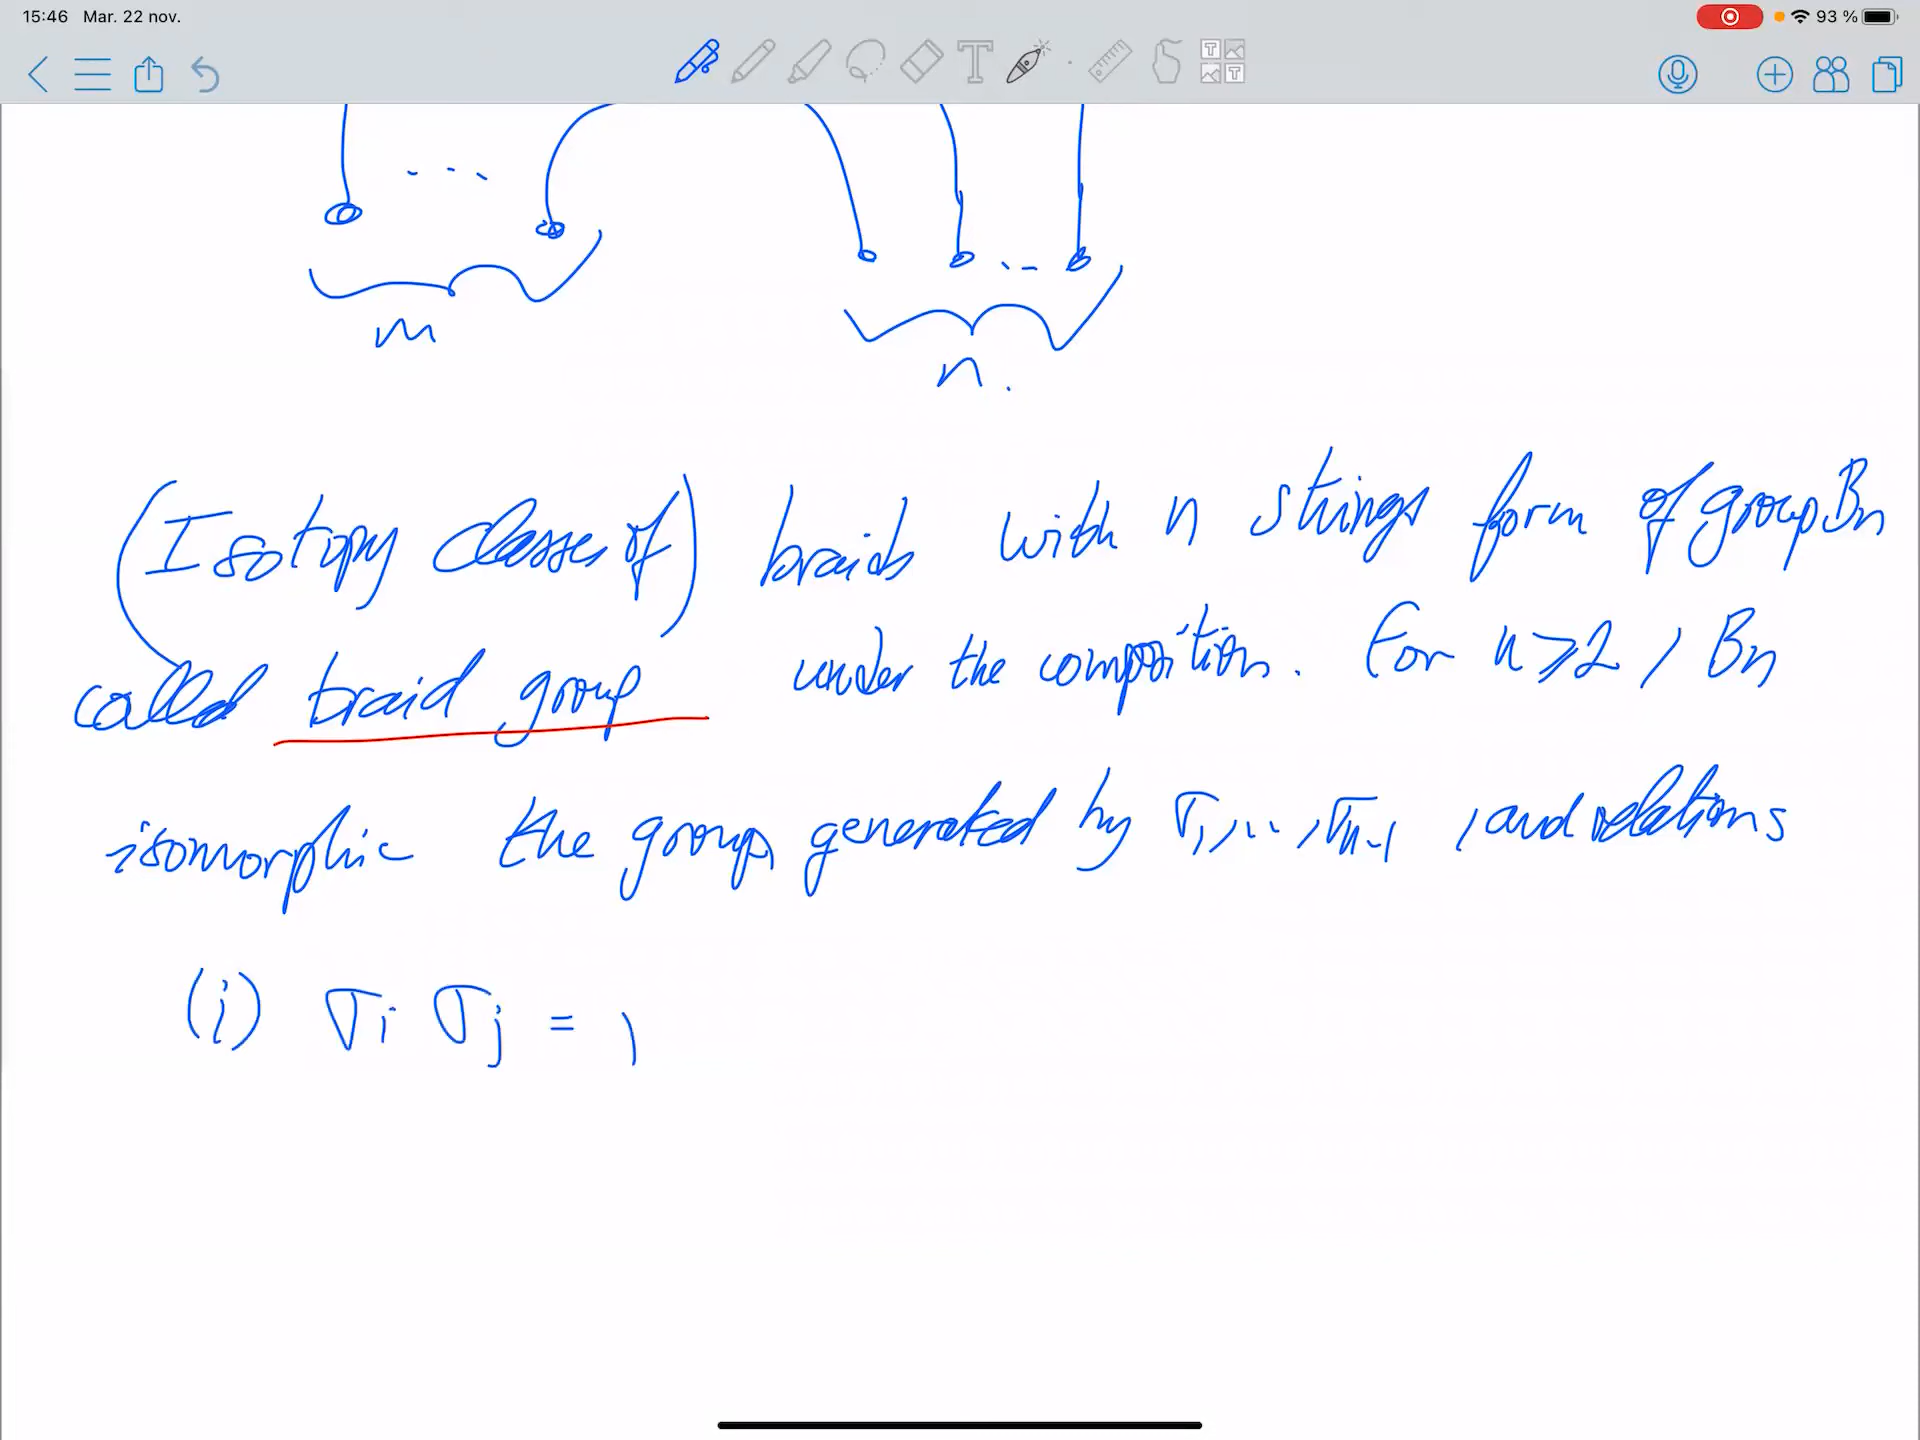 15:46 Mar. 22 nov. 93 %
m
n.
(Isotopy classes of) braids with n strings form of group Bn
called braid group under the composition. For n ⩾ 2, Bn
isomorphic the group generated by σ1, ..., σn-1, and relations
(i) σi σj =